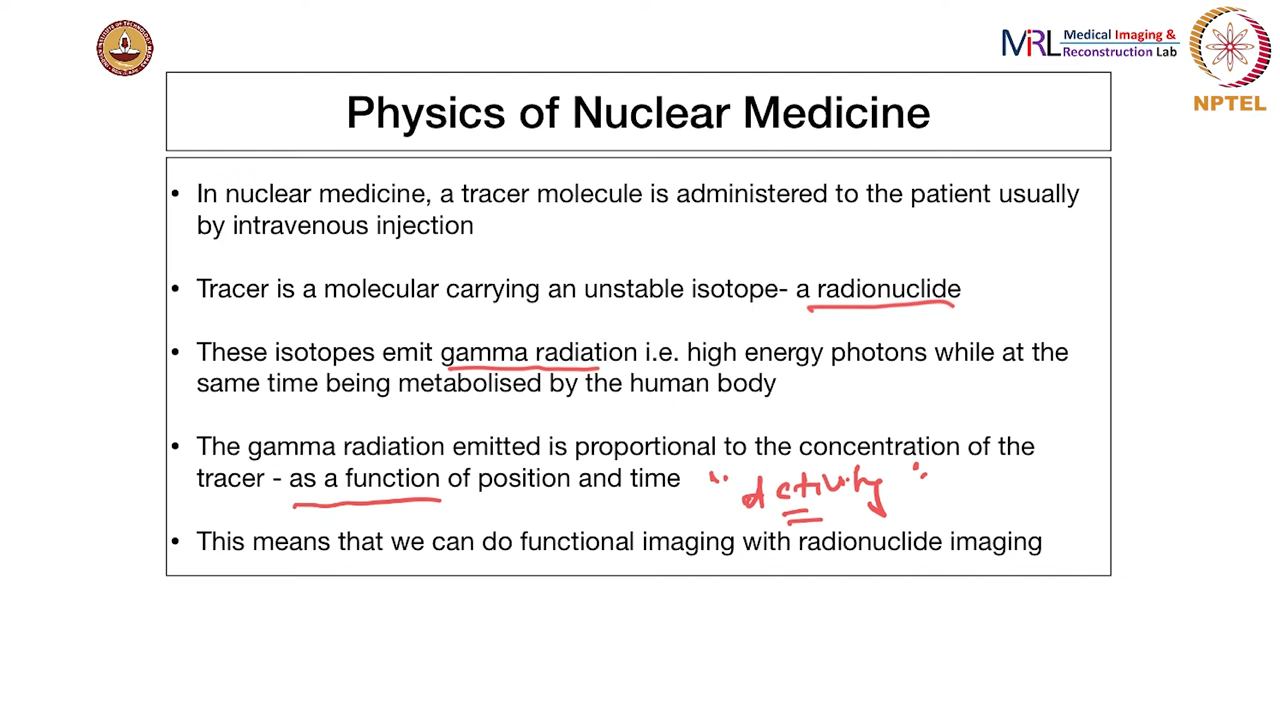 MIRL Medical Imaging &
Reconstruction Lab
NPTEL
Physics of Nuclear Medicine
• In nuclear medicine, a tracer molecule is administered to the patient usually
by intravenous injection
• Tracer is a molecular carrying an unstable isotope- a radionuclide
• These isotopes emit gamma radiation i.e. high energy photons while at the
same time being metabolised by the human body
• The gamma radiation emitted is proportional to the concentration of the
tracer - as a function of position and time
"activity"
• This means that we can do functional imaging with radionuclide imaging